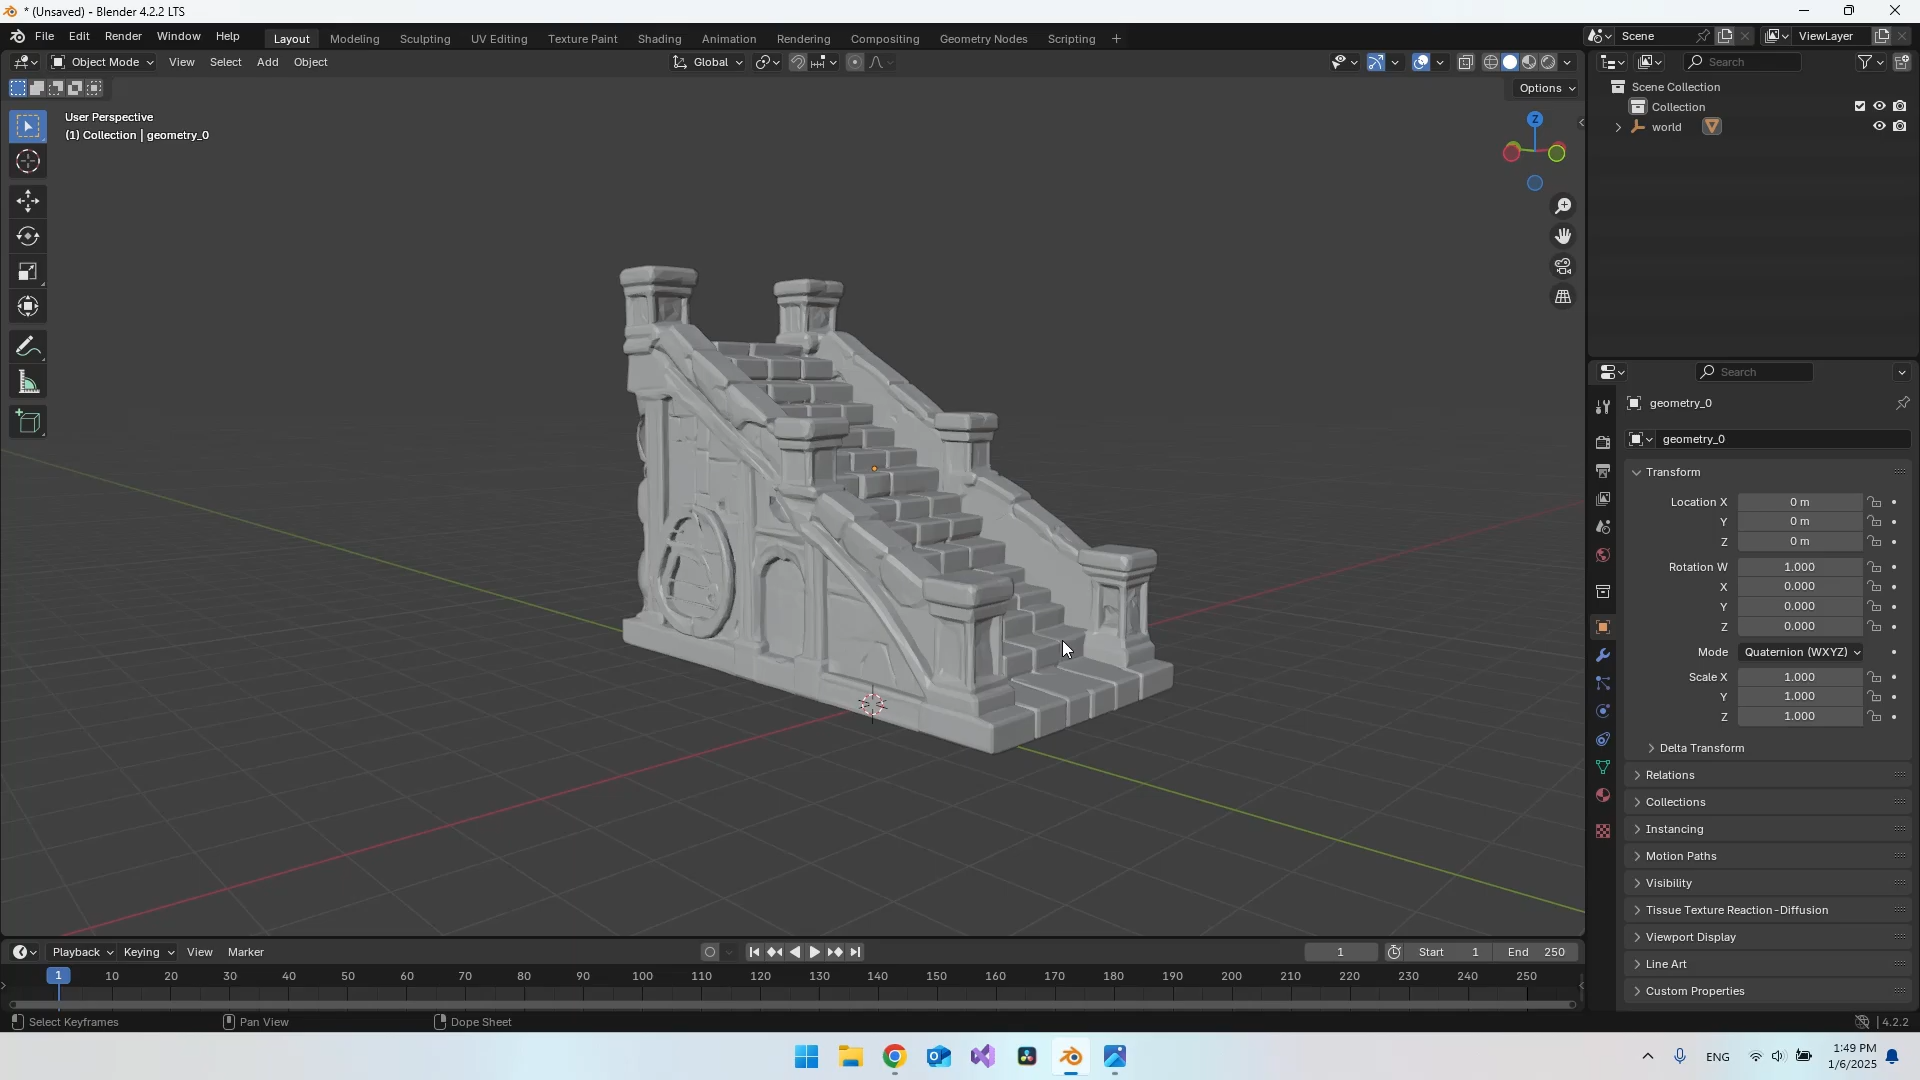 * (Unsaved) - Blender 4.2.2 LTS
File Edit Render Window Help
Layout Modeling Sculpting UV Editing Texture Paint Shading Animation Rendering Compositing Geometry Nodes Scripting +
Scene
ViewLayer
Object Mode View Select Add Object
Global
Search
Options
User Perspective
(1) Collection | geometry_0
Z
Scene Collection
Collection
world
Search
geometry_0
geometry_0
Transform
Location X 0 m
Y 0 m
Z 0 m
Rotation W 1.000
X 0.000
Y 0.000
Z 0.000
Mode Quaternion (WXYZ)
Scale X 1.000
Y 1.000
Z 1.000
Delta Transform
Relations
Collections
Instancing
Motion Paths
Visibility
Tissue Texture Reaction-Diffusion
Viewport Display
Line Art
Custom Properties
Playback Keying View Marker
1 Start 1 End 250
1 10 20 30 40 50 60 70 80 90 100 110 120 130 140 150 160 170 180 190 200 210 220 230 240 250
Select Keyframes Pan View Dope Sheet
4.2.2
ENG
1:49 PM
1/6/2025